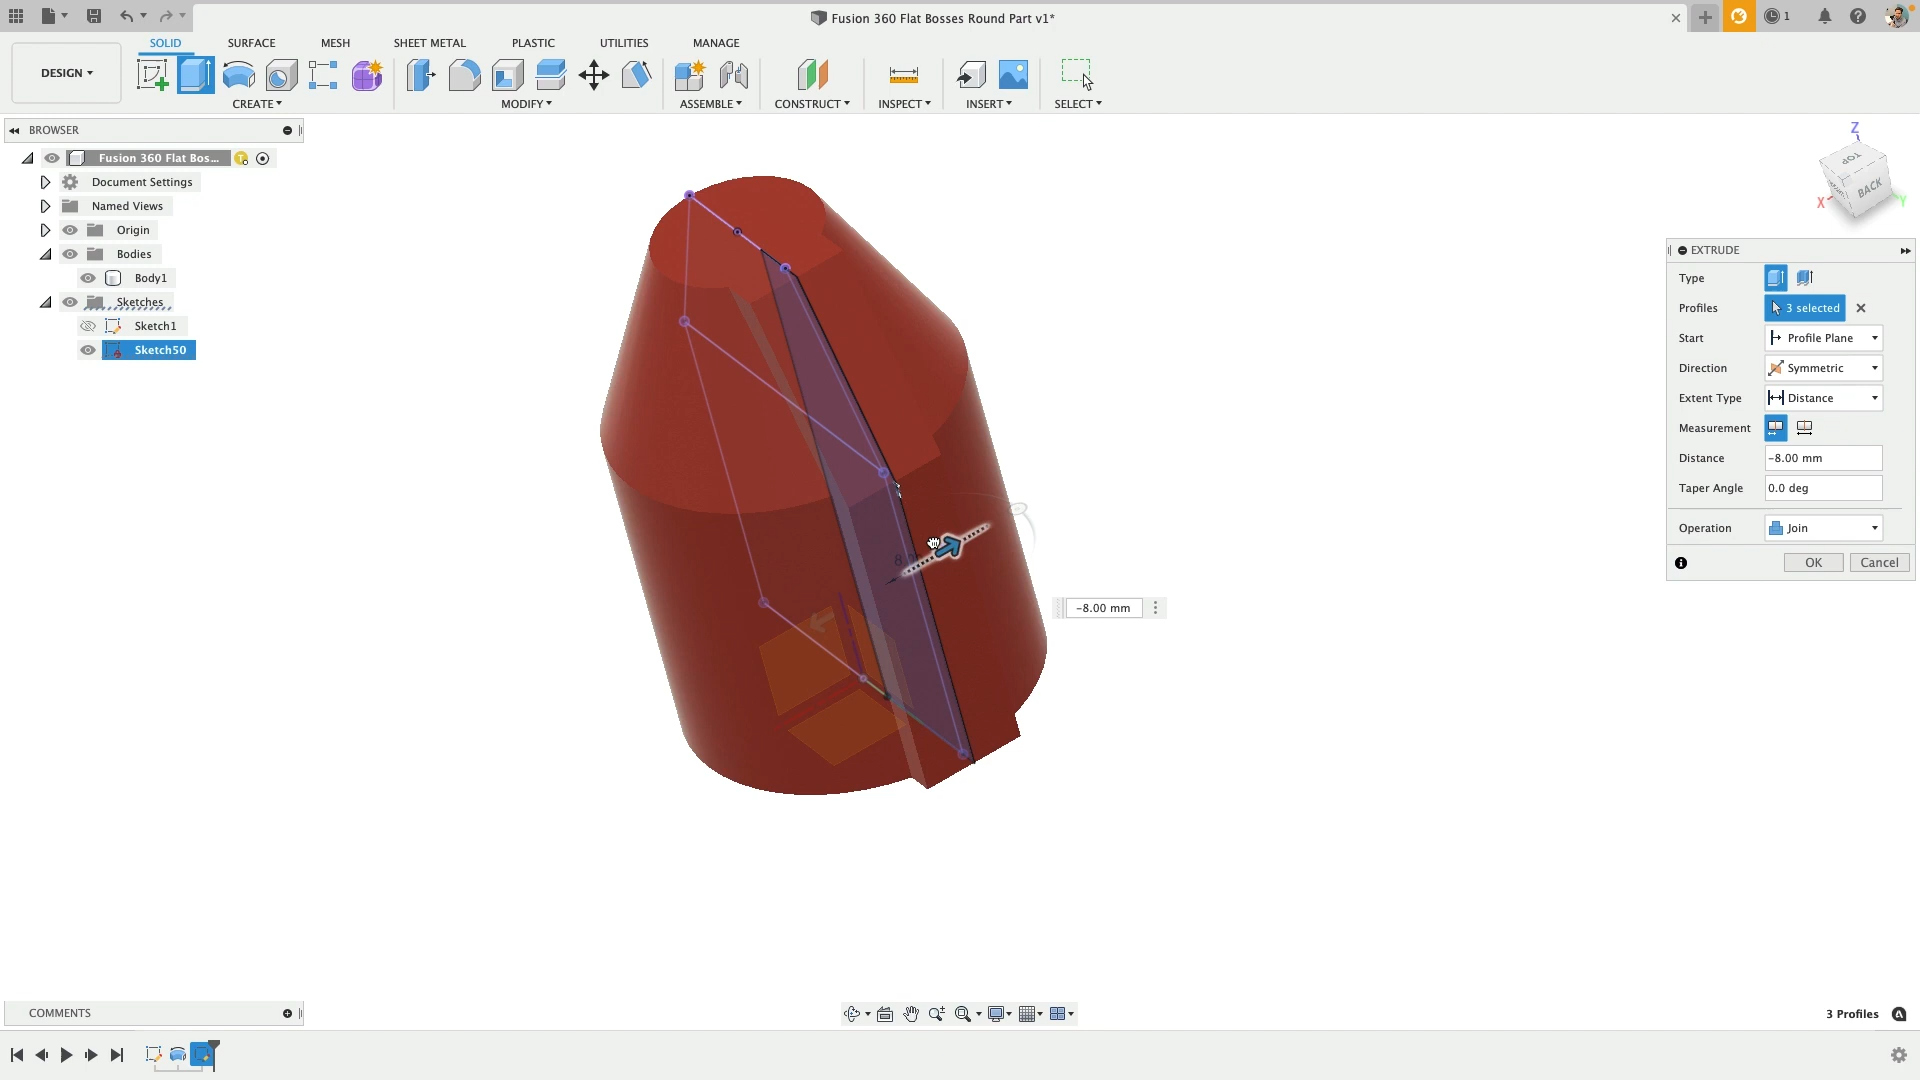 Fusion 360 Flat Bosses Round Part v1*
1
DESIGN
SOLID SURFACE MESH SHEET METAL PLASTIC UTILITIES MANAGE
CREATE MODIFY ASSEMBLE CONSTRUCT INSPECT INSERT SELECT
BROWSER
Fusion 360 Flat Bos...
Document Settings
Named Views
Origin
Bodies
Body1
Sketches
Sketch1
Sketch50
Z
TOP
BACK
X
Y
EXTRUDE
Type
Profiles 3 selected
Start Profile Plane
Direction Symmetric
Extent Type Distance
Measurement
Distance -8.00 mm
Taper Angle 0.0 deg
Operation Join
OK Cancel
-8.00 mm
COMMENTS
3 Profiles